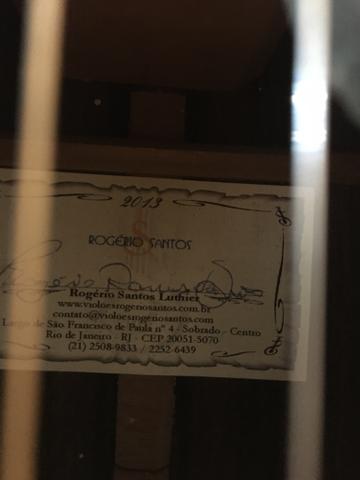 2013
ROGÉRIO SANTOS
Rogério Santos Luthier
www.violoesrogeriosantos.com.br
contato@violoesrogeriosantos.com
Largo de São Francisco de Paula nº 4 - Sobrado - Centro
Rio de Janeiro - RJ - CEP 20051-5070
(21) 2508-9833 / 2252-6439